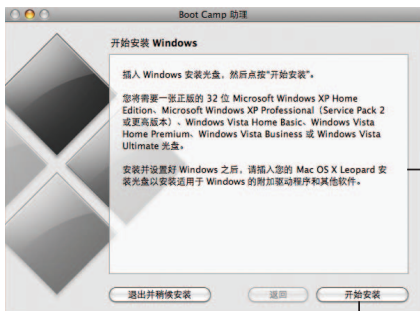 Boot Camp 助理
开始安装 Windows
插入 Windows 安装光盘，然后点按“开始安装”。
您将需要一张正版的 32 位 Microsoft Windows XP Home
Edition、Microsoft Windows XP Professional（Service Pack 2
或更高版本）、Windows Vista Home Basic、Windows Vista
Home Premium、Windows Vista Business 或 Windows Vista
Ultimate 光盘。
安装并设置好 Windows 之后，请插入您的 Mac OS X Leopard 安
装光盘以安装适用于 Windows 的附加驱动程序和其他软件。
退出并稍候安装
返回
开始安装